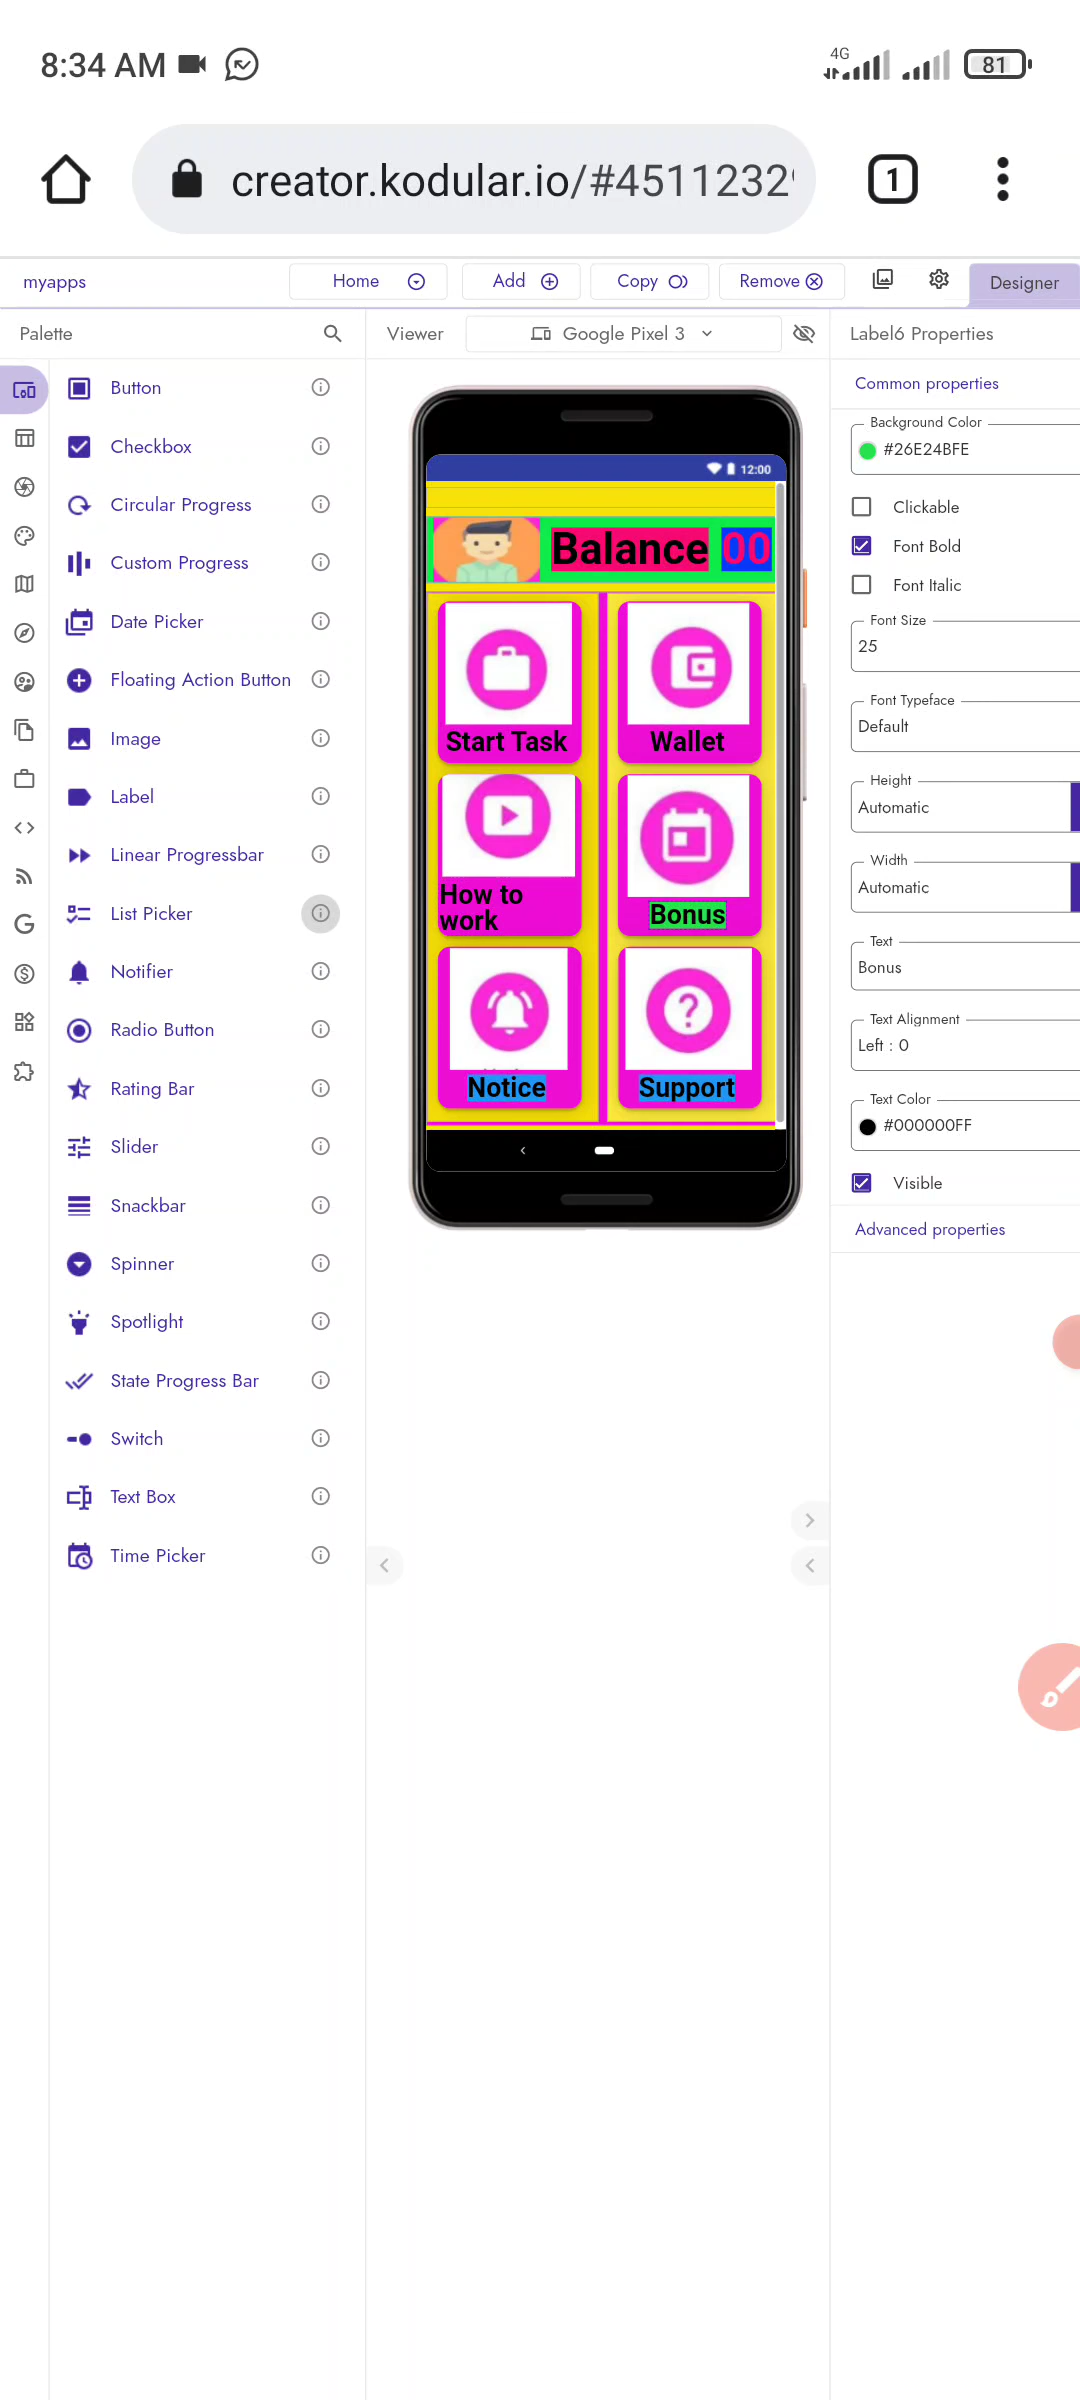 8:34 AM
4G
81
creator.kodular.io/#4511232
1
myapps
Home
Add
Copy
Remove
Designer
Palette
Viewer
Google Pixel 3
Label6 Properties
Button
Checkbox
Circular Progress
Custom Progress
Date Picker
Floating Action Button
Image
Label
Linear Progressbar
List Picker
Notifier
Radio Button
Rating Bar
Slider
Snackbar
Spinner
Spotlight
State Progress Bar
Switch
Text Box
Time Picker
12:00
Balance 00
Start Task
Wallet
How to
work
Bonus
Notice
Support
Common properties
Background Color
#26E24BFE
Clickable
Font Bold
Font Italic
Font Size
25
Font Typeface
Default
Height
Automatic
Width
Automatic
Text
Bonus
Text Alignment
Left : 0
Text Color
#000000FF
Visible
Advanced properties